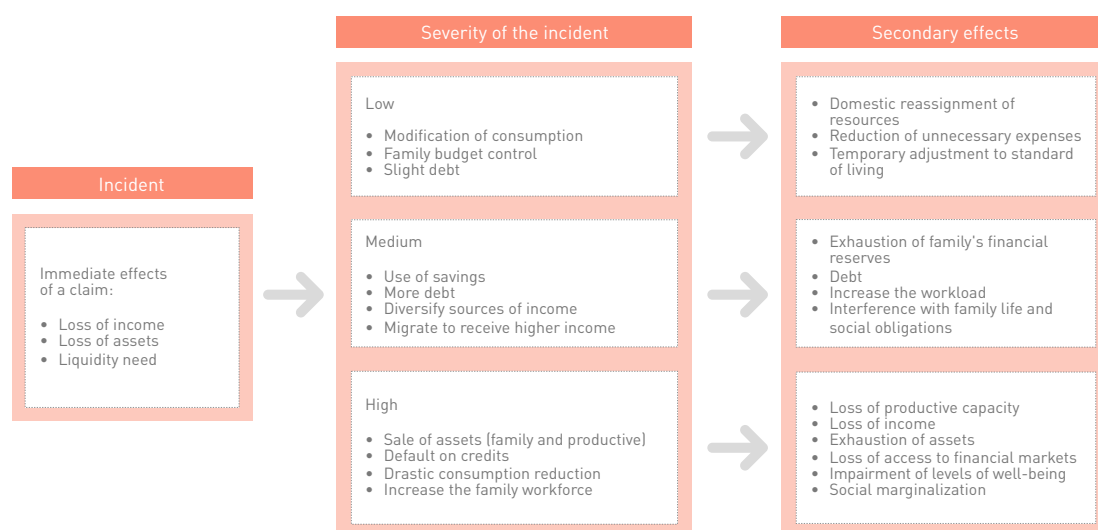 Incident
Immediate effects
of a claim:
• Loss of income
• Loss of assets
• Liquidity need
Severity of the incident
Low
• Modification of consumption
• Family budget control
• Slight debt
Medium
• Use of savings
• More debt
• Diversify sources of income
• Migrate to receive higher income
High
• Sale of assets (family and productive)
• Default on credits
• Drastic consumption reduction
• Increase the family workforce
Secondary effects
• Domestic reassignment of
resources
• Reduction of unnecessary expenses
• Temporary adjustment to standard
of living
• Exhaustion of family's financial
reserves
• Debt
• Increase the workload
• Interference with family life and
social obligations
• Loss of productive capacity
• Loss of income
• Exhaustion of assets
• Loss of access to financial markets
• Impairment of levels of well-being
• Social marginalization